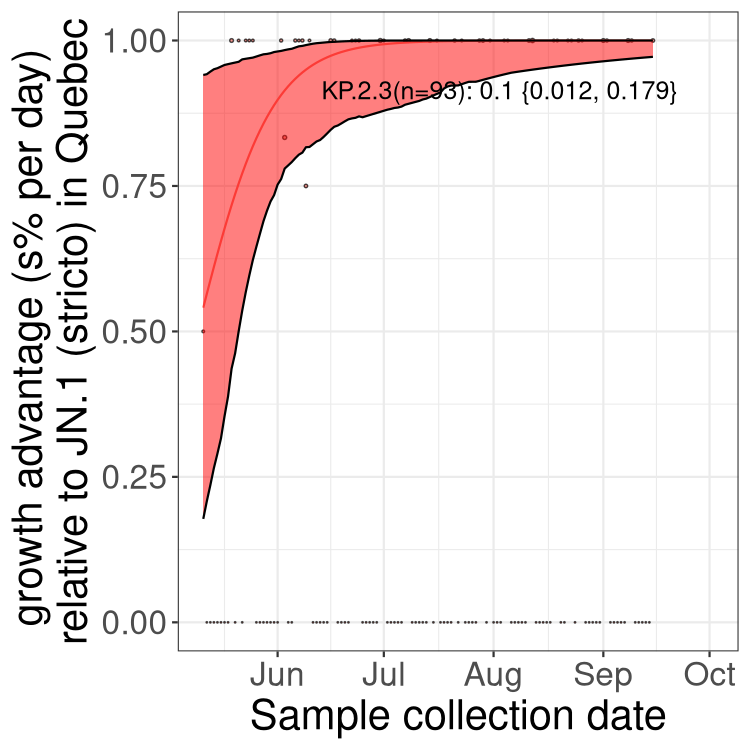 growth advantage (s% per day)
relative to JN.1 (stricto) in Quebec
1.00
0.75
0.50
0.25
0.00
KP.2.3(n=93): 0.1 {0.012, 0.179}
Jun Jul Aug Sep Oct
Sample collection date